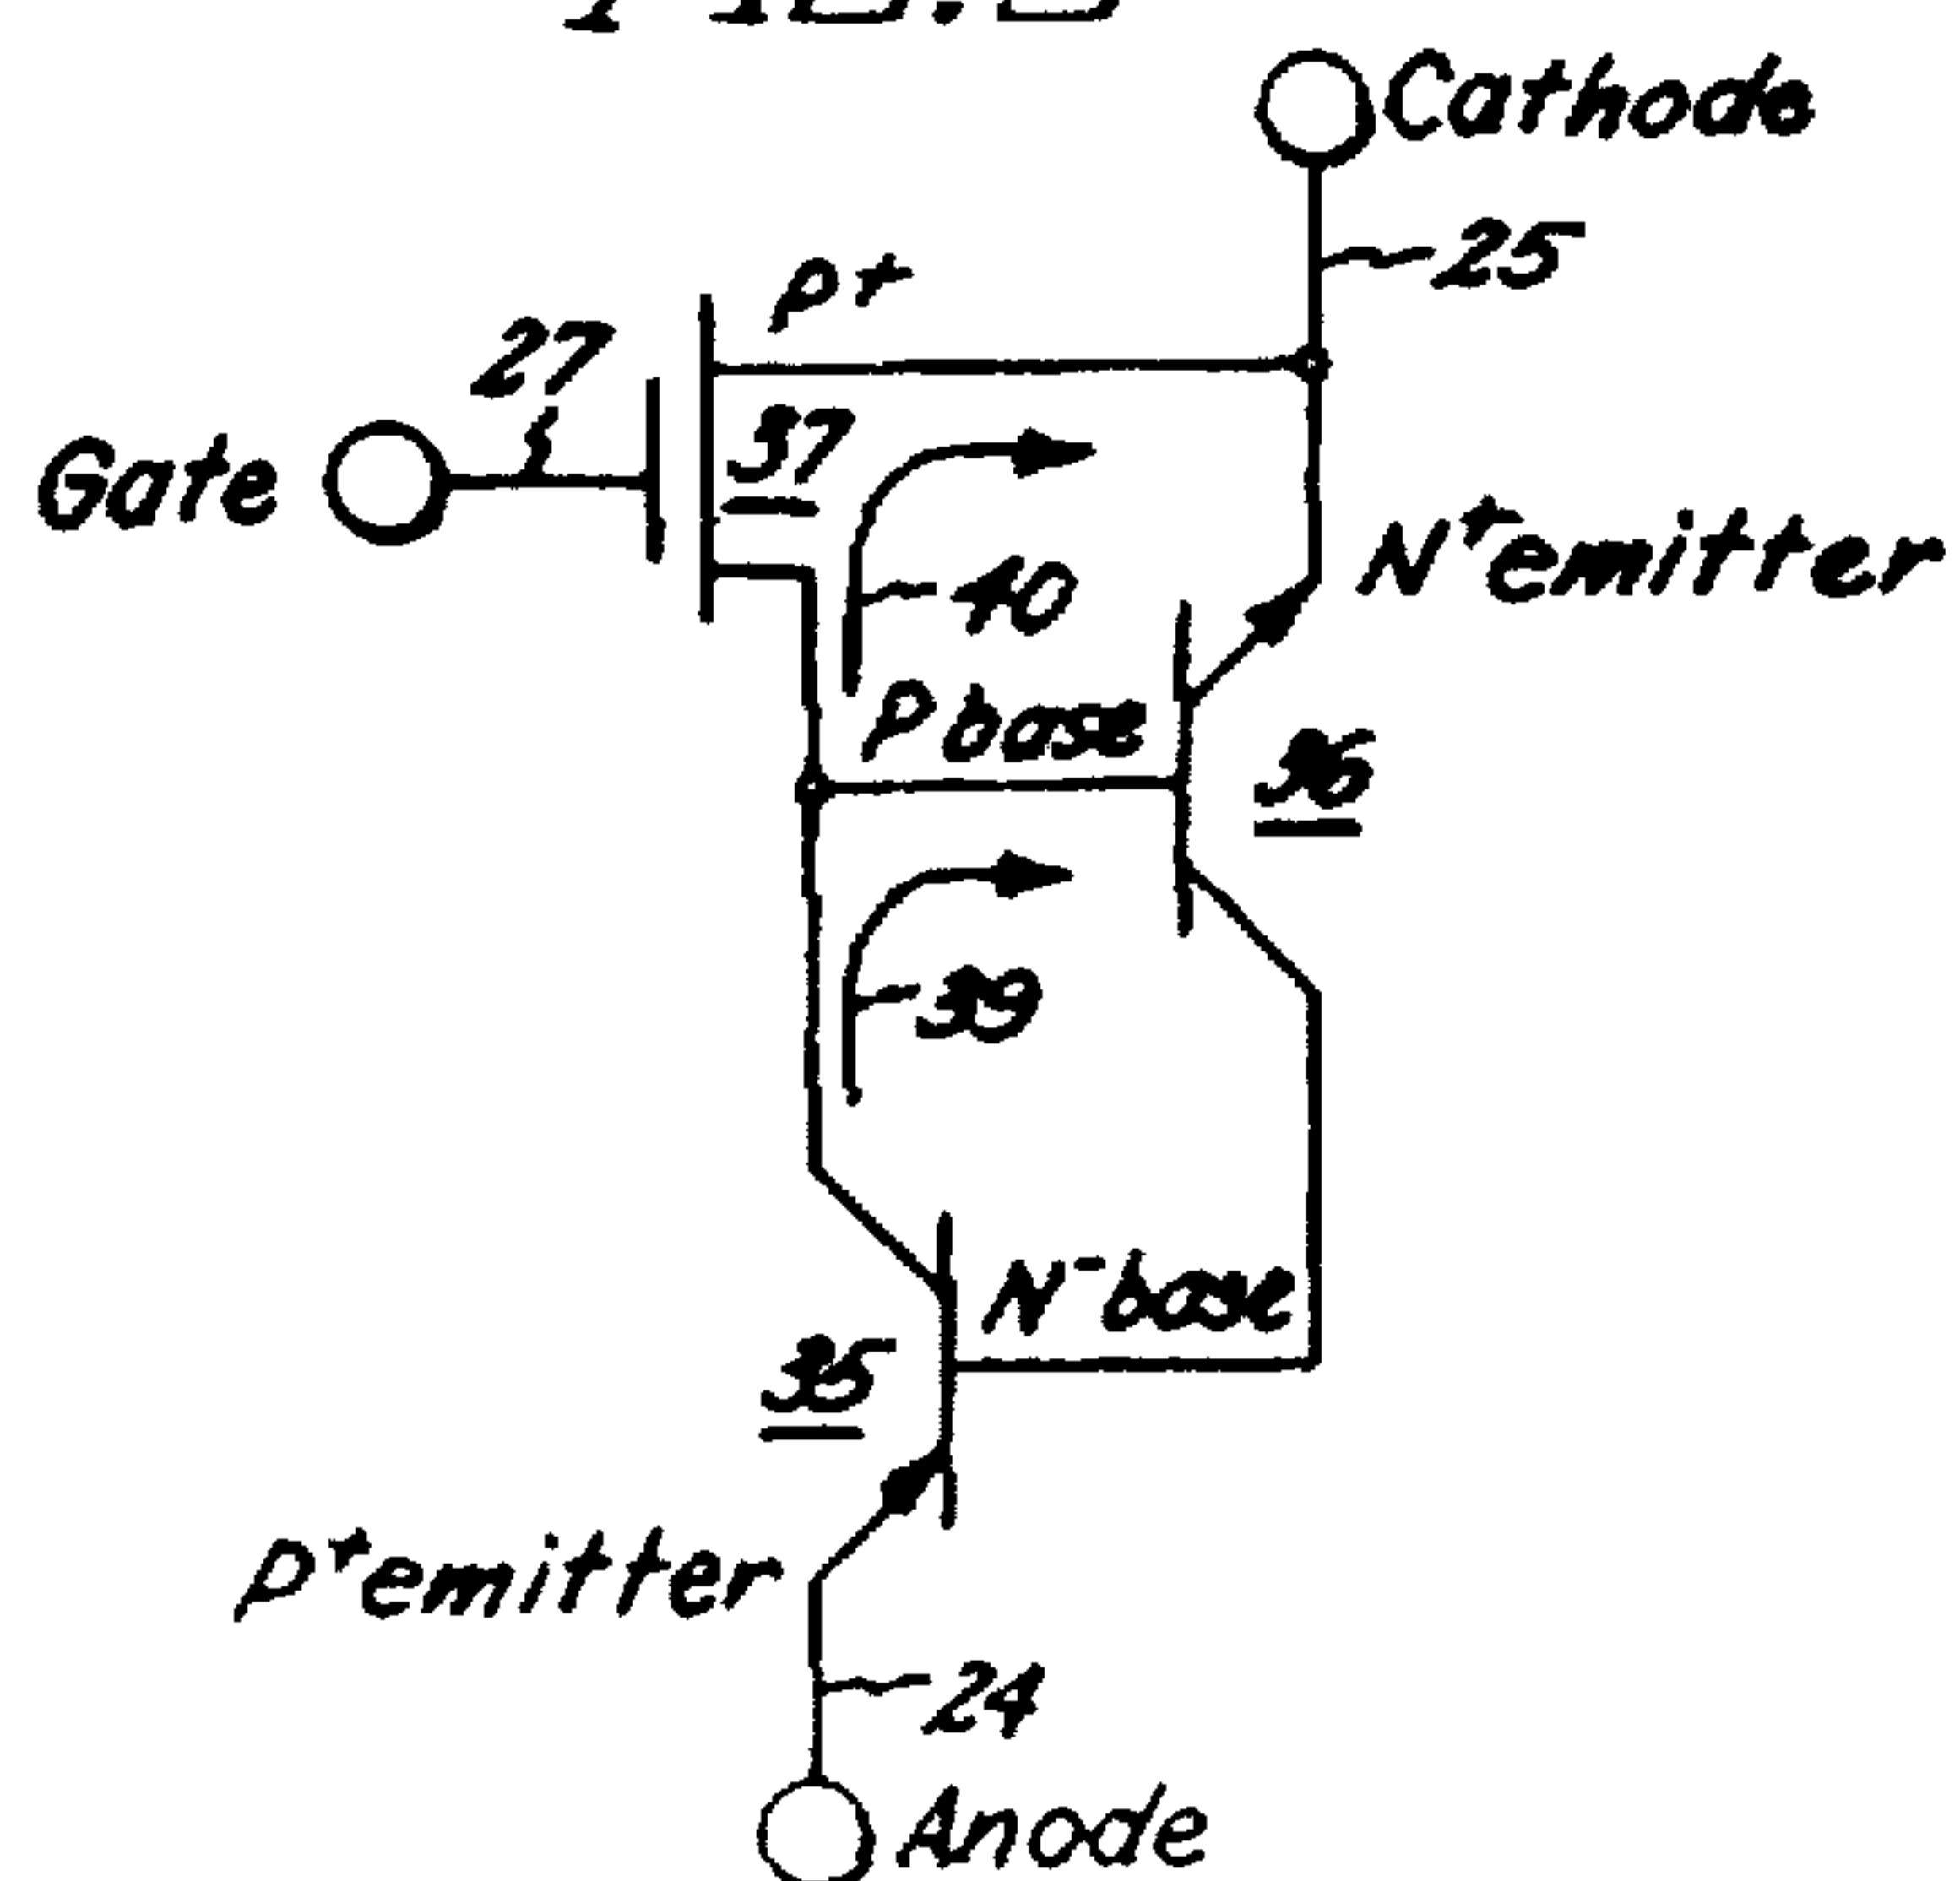 Cathode
25
p+
27
37
Gate
N+emitter
40
P base
36
39
N-base
35
p+emitter
24
Anode